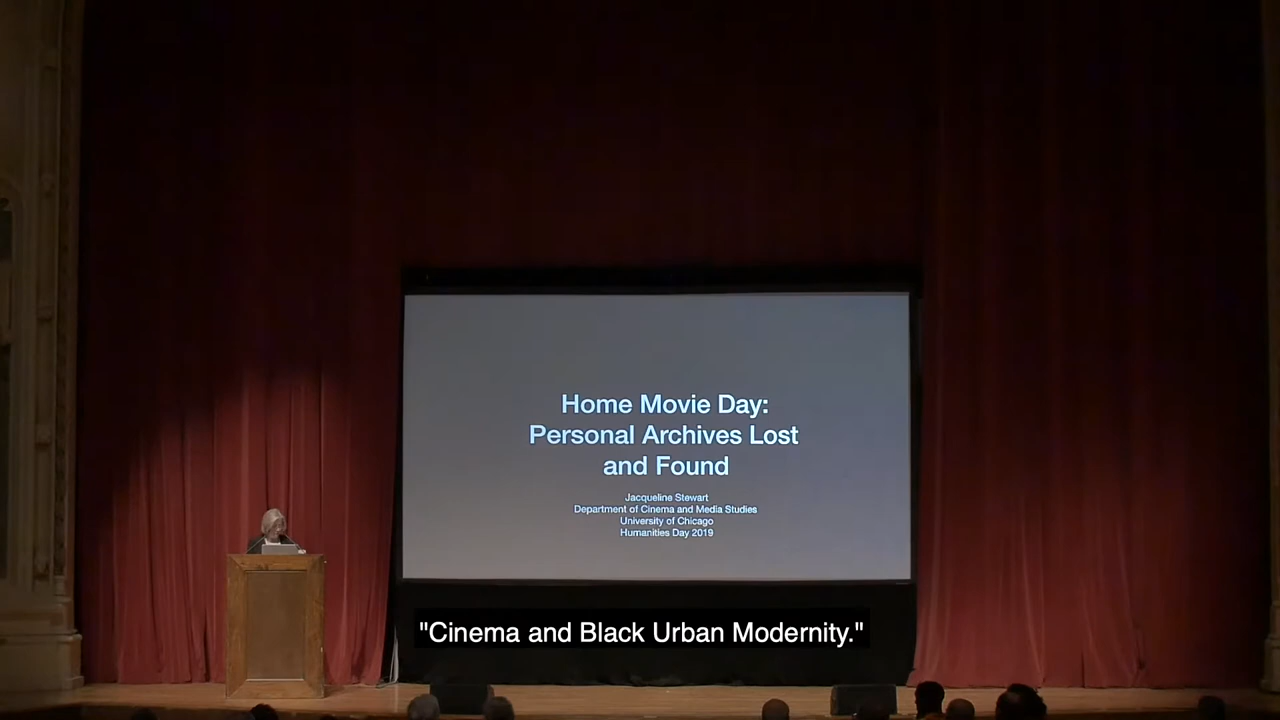 Home Movie Day:
Personal Archives Lost
and Found
Jacqueline Stewart
Department of Cinema and Media Studies
University of Chicago
Humanities Day 2019
"Cinema and Black Urban Modernity."